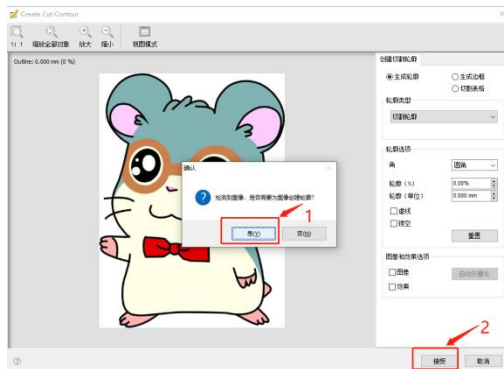 Create Cut-Contour
1: 1
缩放全部对象
放大
缩小
视图模式
Outline: 0.000 mm (0 %)
创建切割轮廓
生成轮廓
生成边框
切割表格
轮廓类型
切割轮廓
轮廓选项
角
圆角
轮廓（%）
0.00%
轮廓（单位）
0.000 mm
虚线
镂空
重置
图像和效果选项
图像
自动矢量化
效果
确认
检测到图像，是否需要为图像创建轮廓?
是(Y)
否(N)
1
2
接受
取消